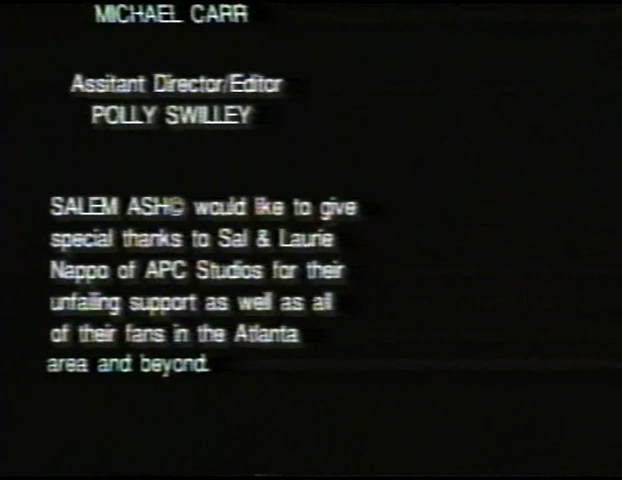 MICHAEL CARR
Assitant Director/Editor
POLLY SWILLEY
SALEM ASH© would like to give
special thanks to Sal & Laurie
Nappo of APC Studios for their
unfailing support as well as all
of their fans in the Atlanta
area and beyond.